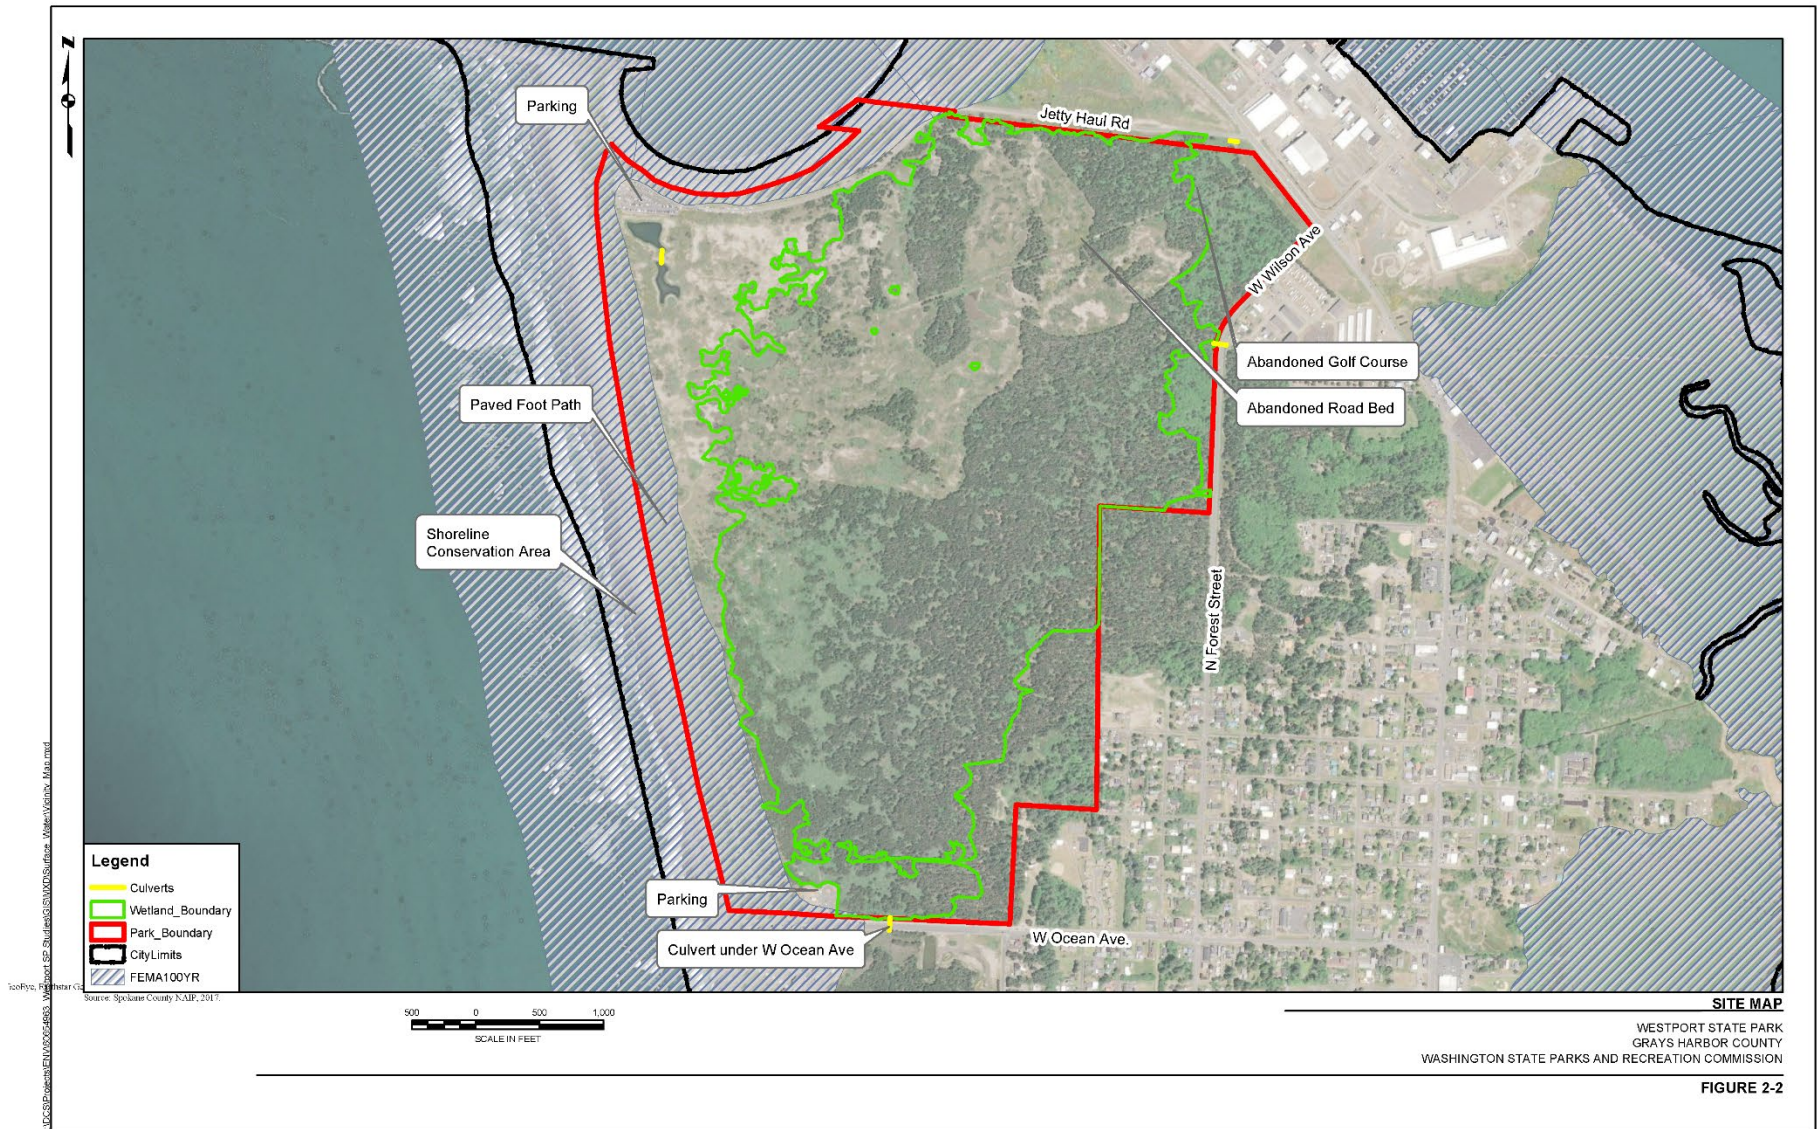 N
Parking
Jetty Haul Rd
W Wilson Ave
Abandoned Golf Course
Paved Foot Path
Abandoned Road Bed
Shoreline
Conservation Area
N Forest Street
Parking
W Ocean Ave.
Culvert under W Ocean Ave
Legend
Culverts
Wetland_Boundary
Park_Boundary
CityLimits
FEMA100YR
Source: Spokane County NAIP, 2017.
500 0 500 1,000
SCALE IN FEET
SITE MAP
WESTPORT STATE PARK
GRAYS HARBOR COUNTY
WASHINGTON STATE PARKS AND RECREATION COMMISSION
FIGURE 2-2